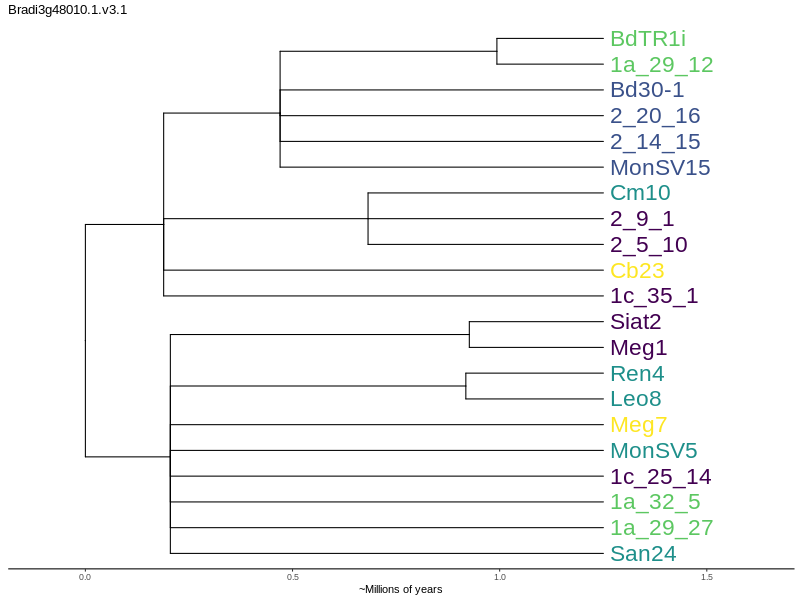 Bradi3g48010.1.v3.1
BdTR1i
1a_29_12
Bd30-1
2_20_16
2_14_15
MonSV15
Cm10
2_9_1
2_5_10
Cb23
1c_35_1
Siat2
Meg1
Ren4
Leo8
Meg7
MonSV5
1c_25_14
1a_32_5
1a_29_27
San24
0.0 0.5 1.0 1.5
~Millions of years